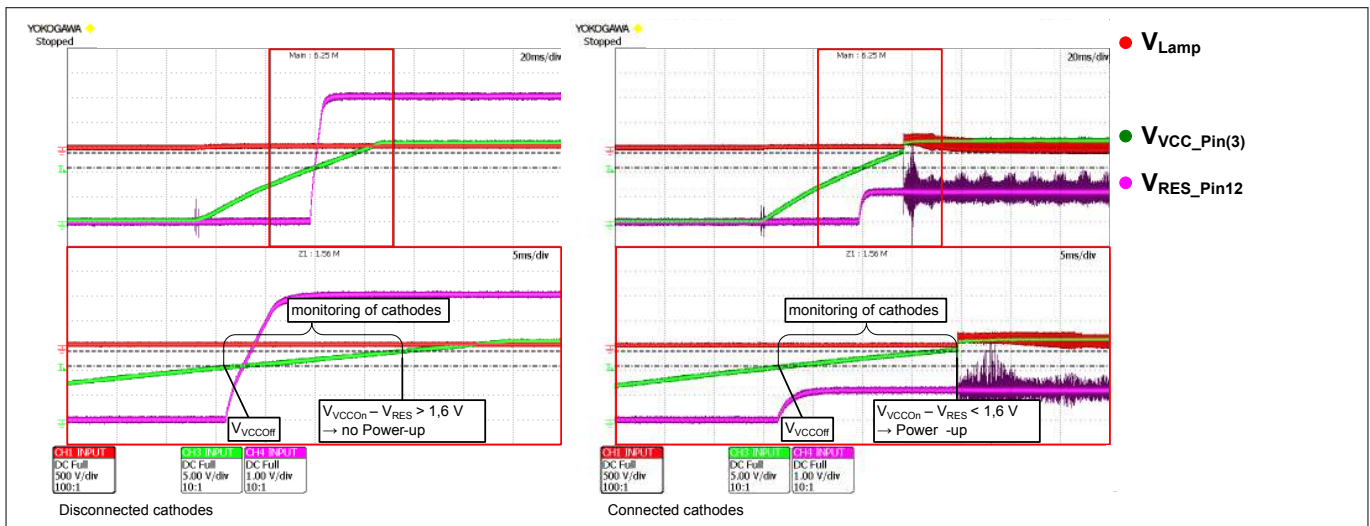 YOKOGAWA
Stopped
Main : 6.25 M
20ms/div
Z1 : 1.56 M
5ms/div
monitoring of cathodes
VVCCOff
VVCCOn – VRES > 1,6 V
→ no Power-up
CH1 INPUT
DC Full
500 V/div
100:1
CH3 INPUT
DC Full
5.00 V/div
10:1
CH4 INPUT
DC Full
1.00 V/div
10:1
Disconnected cathodes
YOKOGAWA
Stopped
Main : 6.25 M
20ms/div
Z1 : 1.56 M
5ms/div
monitoring of cathodes
VVCCOff
VVCCOn – VRES < 1,6 V
→ Power -up
CH1 INPUT
DC Full
500 V/div
100:1
CH3 INPUT
DC Full
5.00 V/div
10:1
CH4 INPUT
DC Full
1.00 V/div
10:1
Connected cathodes
VLamp
VVCC_Pin(3)
VRES_Pin12